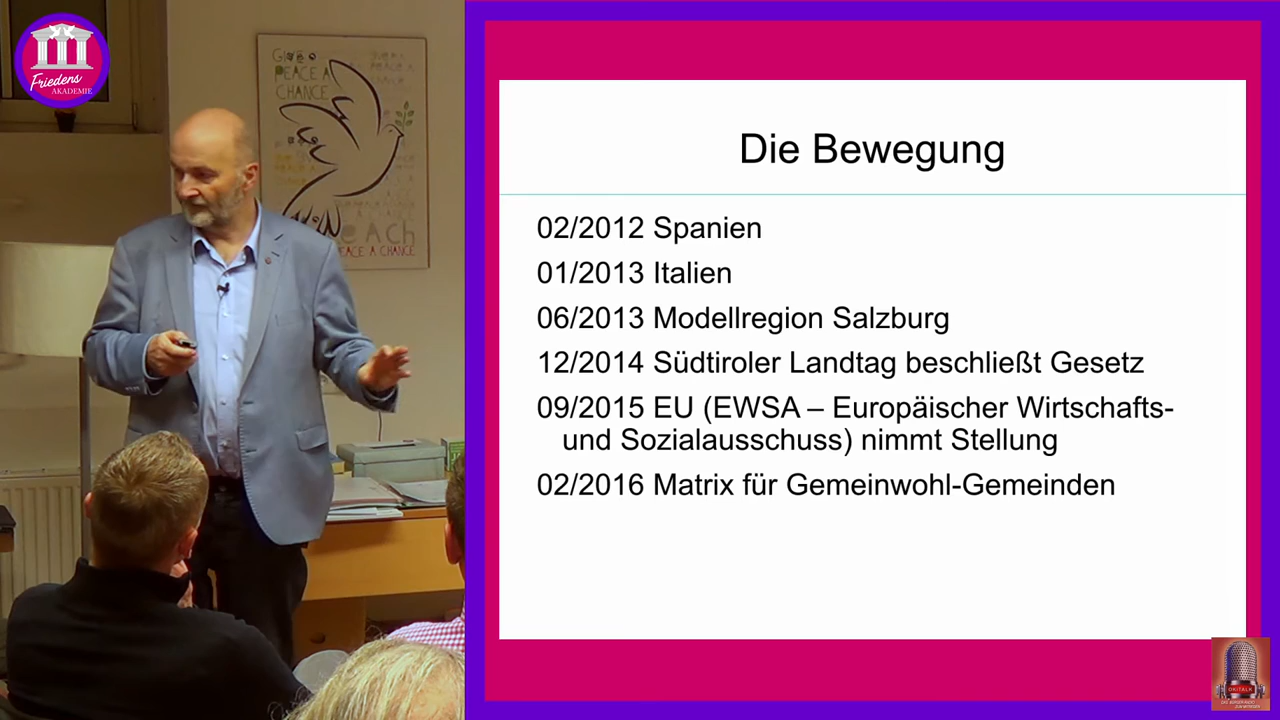 Friedens
AKADEMIE
GIVE
PEACE A
CHANCE
PEACE A CHANCE
Die Bewegung
02/2012 Spanien
01/2013 Italien
06/2013 Modellregion Salzburg
12/2014 Südtiroler Landtag beschließt Gesetz
09/2015 EU (EWSA – Europäischer Wirtschafts-
und Sozialausschuss) nimmt Stellung
02/2016 Matrix für Gemeinwohl-Gemeinden
OKiTALK